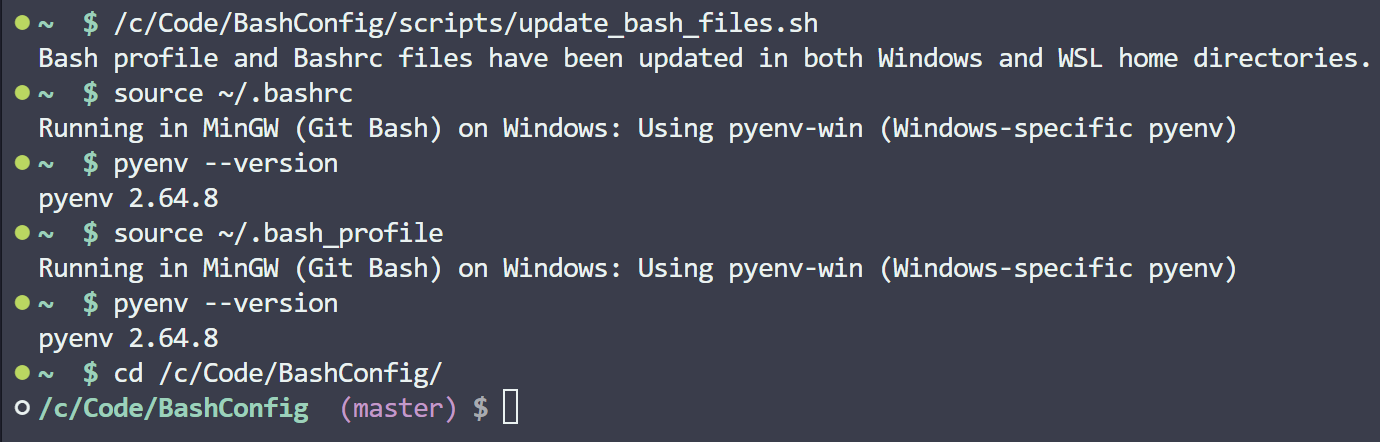 ~ $ /c/Code/BashConfig/scripts/update_bash_files.sh
Bash profile and Bashrc files have been updated in both Windows and WSL home directories.
~ $ source ~/.bashrc
Running in MinGW (Git Bash) on Windows: Using pyenv-win (Windows-specific pyenv)
~ $ pyenv --version
pyenv 2.64.8
~ $ source ~/.bash_profile
Running in MinGW (Git Bash) on Windows: Using pyenv-win (Windows-specific pyenv)
~ $ pyenv --version
pyenv 2.64.8
~ $ cd /c/Code/BashConfig/
/c/Code/BashConfig (master) $